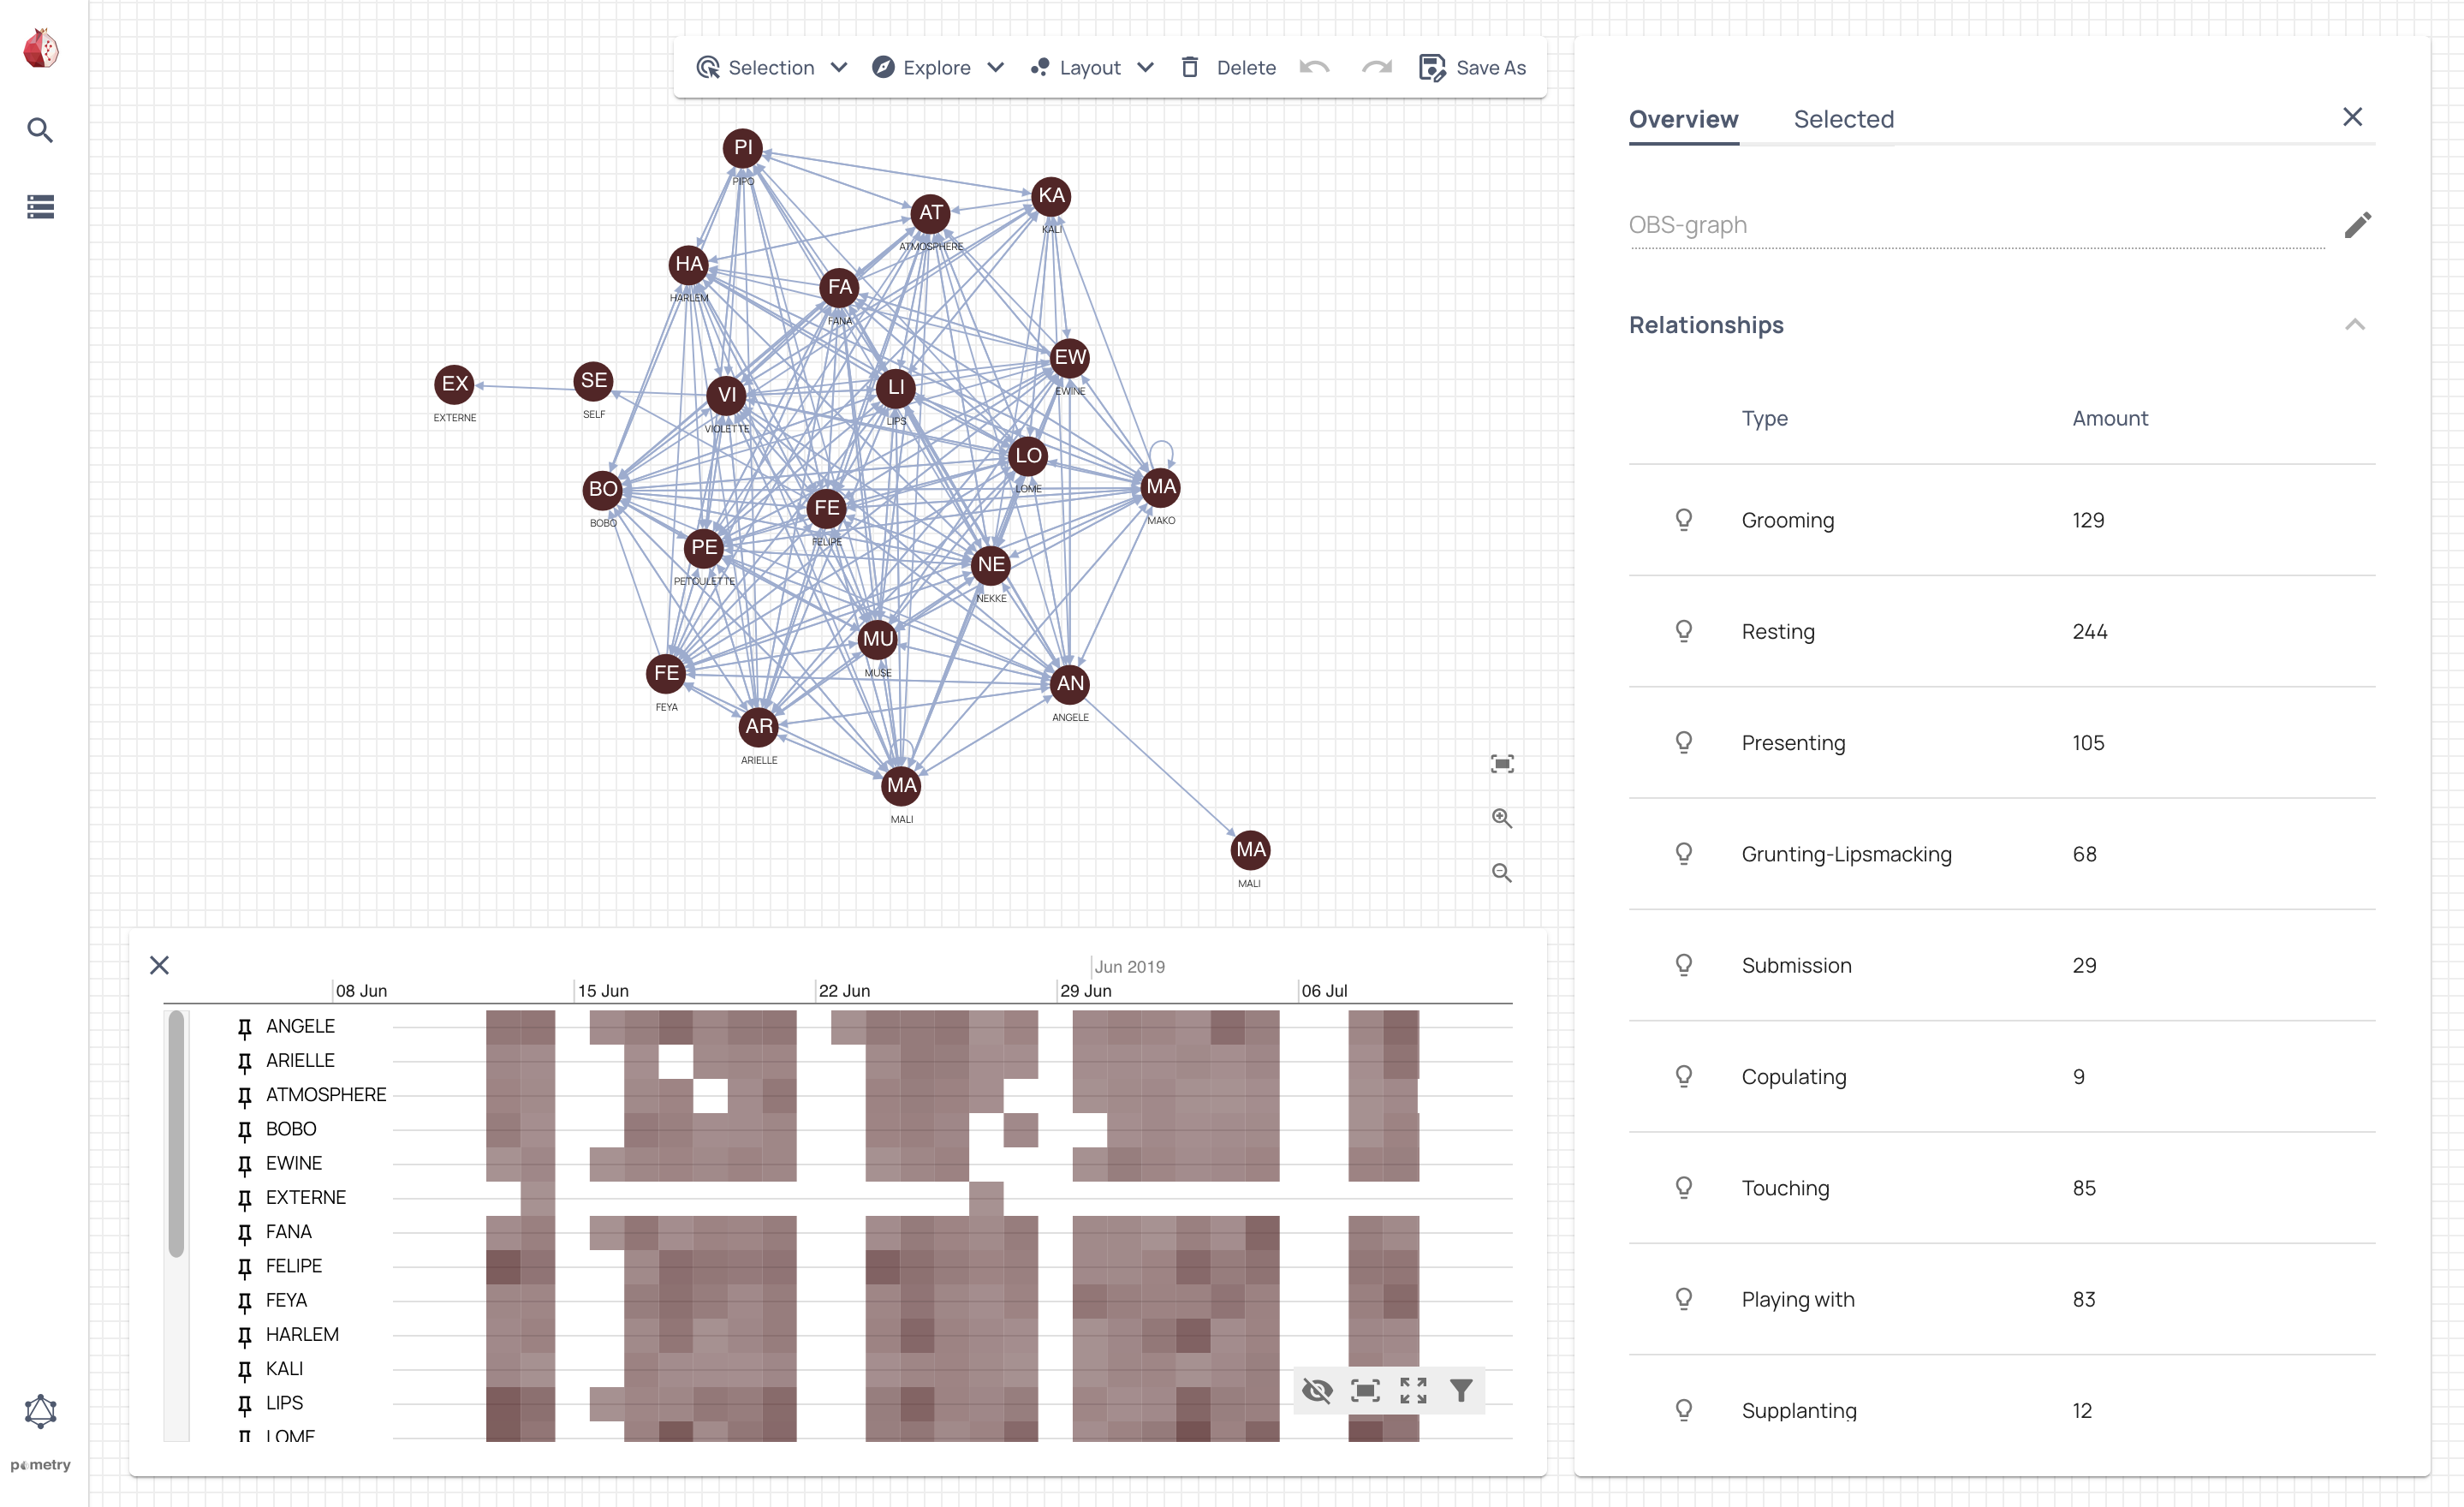 Selection
Explore
Layout
Delete
Save As
PI
PIPO
KA
KALI
AT
ATMOSPHERE
HA
HARLEM
FA
FANA
EW
EWINE
EX
EXTERNE
SE
SELF
VI
VIOLETTE
LI
LIPS
LO
LOME
MA
MAKO
BO
BOBO
FE
FELIPE
PE
PETOULETTE
NE
NEKKE
MU
MUSE
FE
FEYA
AN
ANGELE
AR
ARIELLE
MA
MALI
MA
MALI
Jun 2019
08 Jun
15 Jun
22 Jun
29 Jun
06 Jul
ANGELE
ARIELLE
ATMOSPHERE
BOBO
EWINE
EXTERNE
FANA
FELIPE
FEYA
HARLEM
KALI
LIPS
LOME
pometry
Overview
Selected
OBS-graph
Relationships
Type Amount
Grooming 129
Resting 244
Presenting 105
Grunting-Lipsmacking 68
Submission 29
Copulating 9
Touching 85
Playing with 83
Supplanting 12